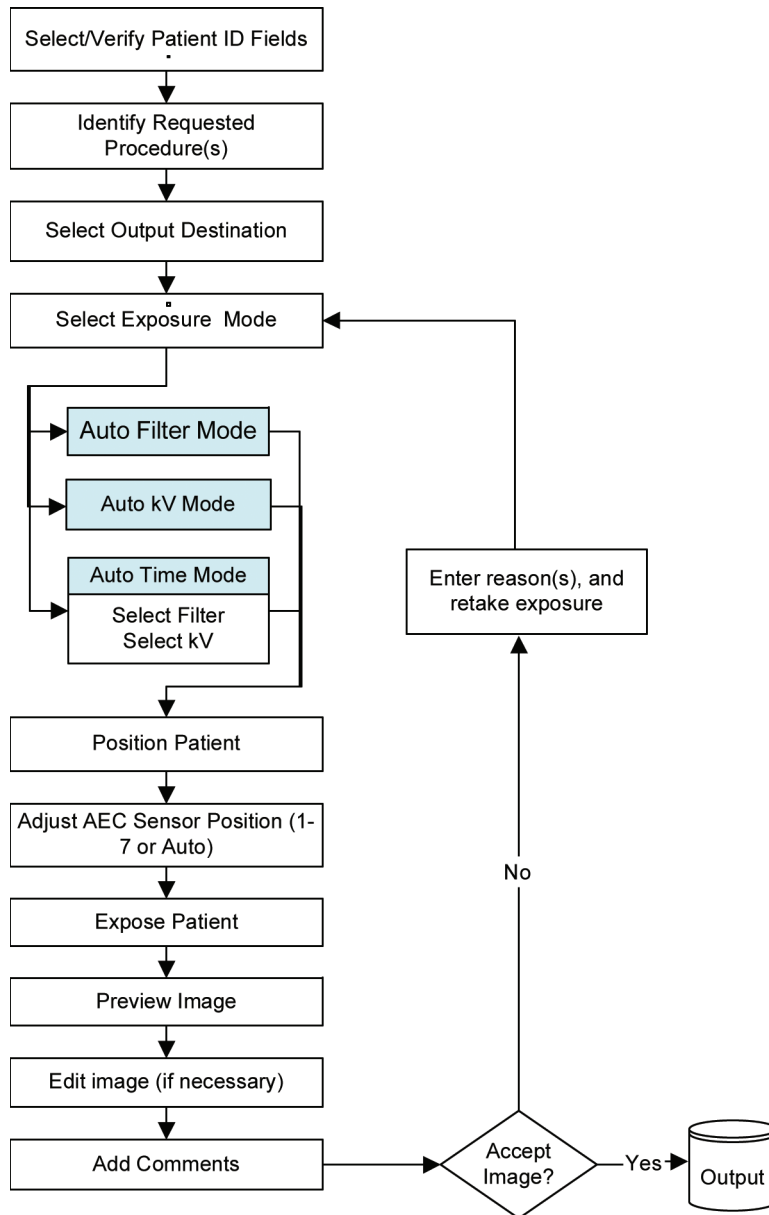 Select/Verify Patient ID Fields
Identify Requested
Procedure(s)
Select Output Destination
Select Exposure Mode
Auto Filter Mode
Auto kV Mode
Auto Time Mode
Select Filter
Select kV
Enter reason(s), and
retake exposure
Position Patient
Adjust AEC Sensor Position (1-
7 or Auto)
Expose Patient
Preview Image
Edit image (if necessary)
Add Comments
No
Accept
Image?
Yes
Output